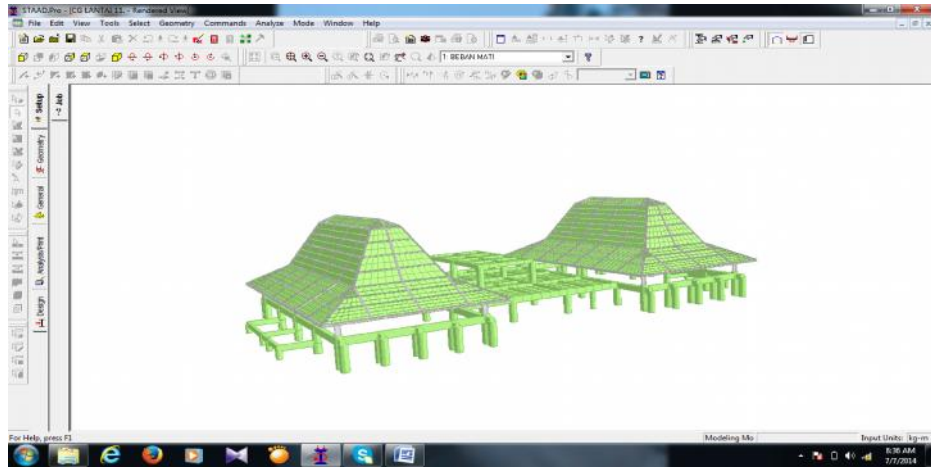 STAAD.Pro - [CG LANTAI 11. - Rendered View]
File Edit View Tools Select Geometry Commands Analyze Mode Window Help
1: BEBAN MATI
Setup
Job
Geometry
General
Analysis/Print
Design
For Help, press F1
Modeling Mo
Input Units: kg-m
8:36 AM
7/7/2014